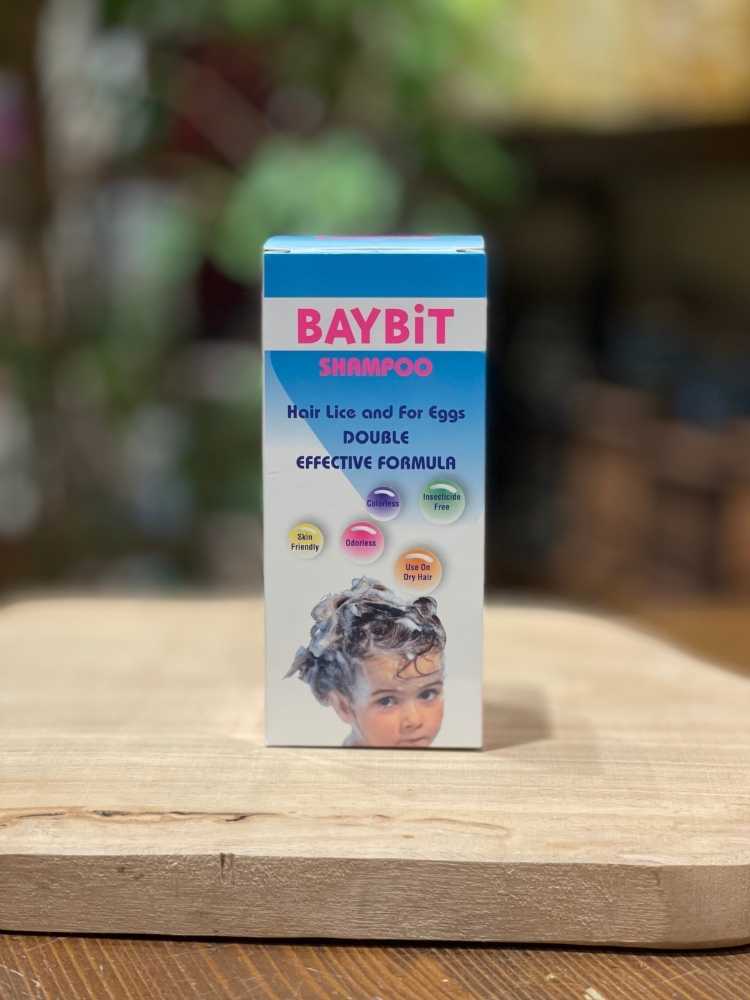 BAYBiT
SHAMPOO
Hair Lice and For Eggs
DOUBLE
EFFECTIVE FORMULA
Colorless
Insecticide
Free
Skin
Friendly
Odorless
Use On
Dry Hair